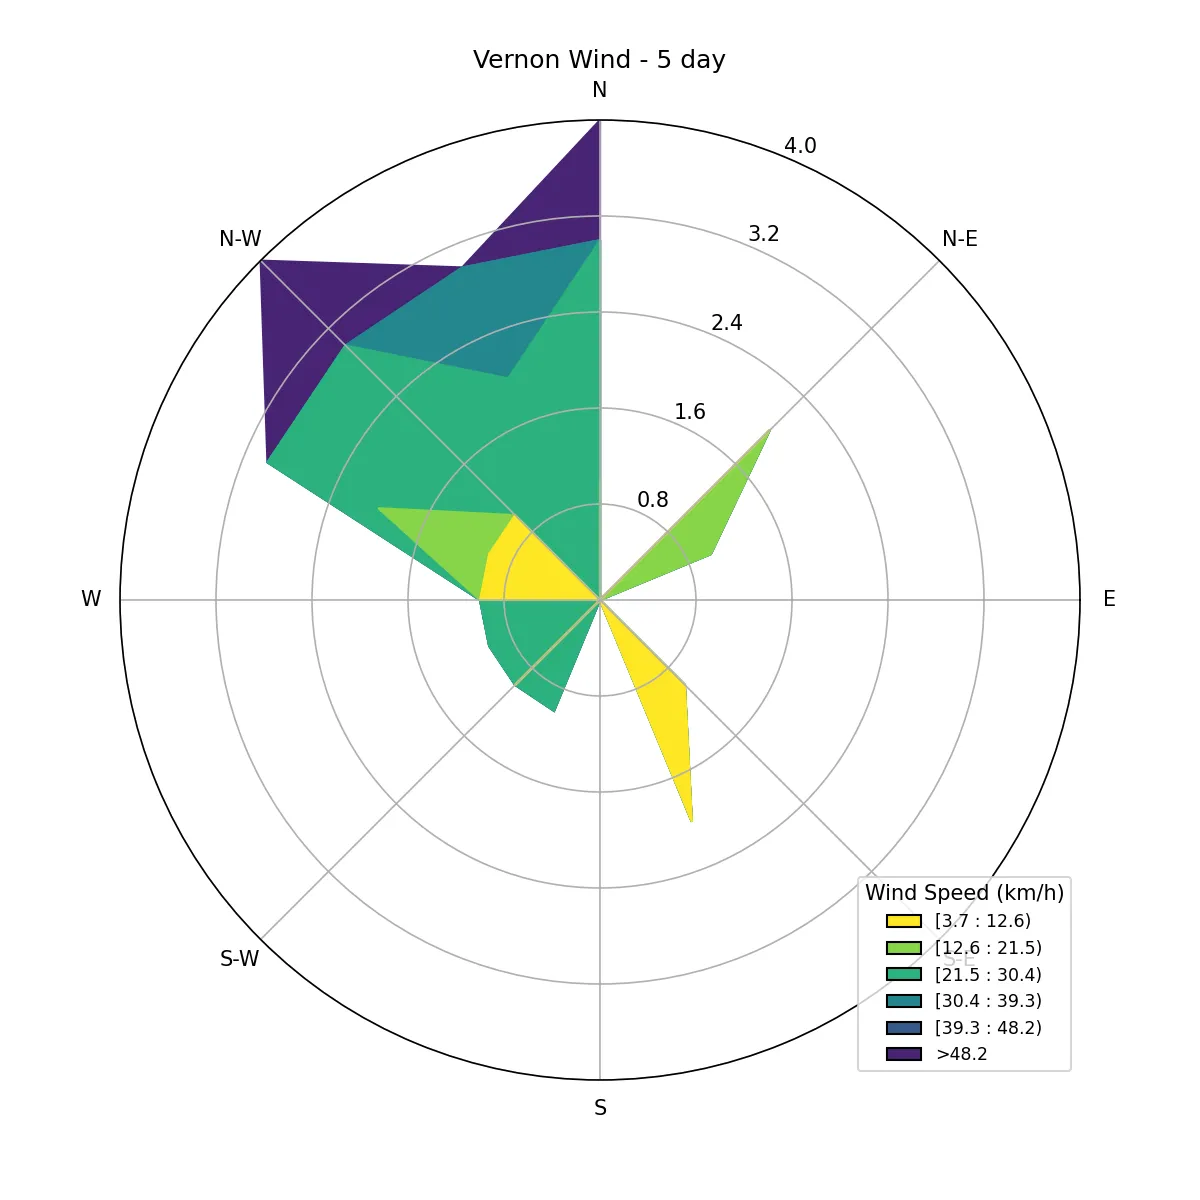 Vernon Wind - 5 day
N
4.0
N-W
3.2
N-E
2.4
1.6
0.8
W
E
S-W
S-E
S
Wind Speed (km/h)
[3.7 : 12.6)
[12.6 : 21.5)
[21.5 : 30.4)
[30.4 : 39.3)
[39.3 : 48.2)
>48.2